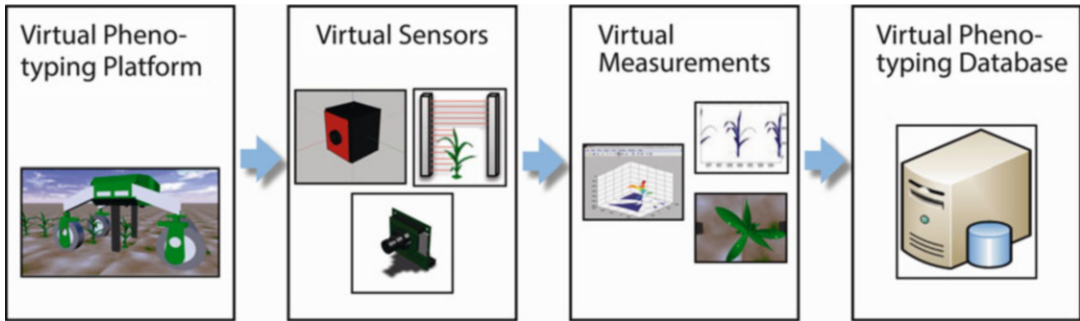 Virtual Pheno-
typing Platform
Virtual Sensors
Virtual
Measurements
Virtual Pheno-
typing Database